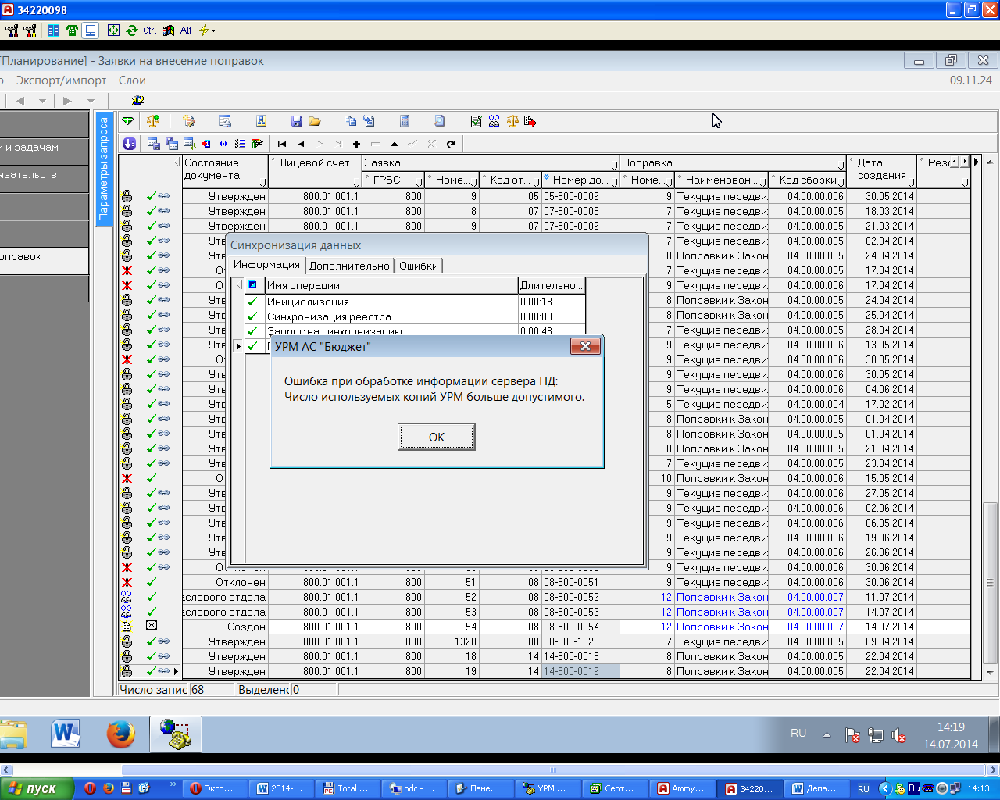 34220098
Ctrl Alt
[Планирование] - Заявки на внесение поправок
Экспорт/импорт Слои 09.11.24
м и задачам
язательств
оправок
Параметры запроса
Состояние документа Лицевой счет Заявка Поправка Дата создания
ГРБС Номе... Код от... Номер до... Номе... Наименован... Код сборки
Утвержден 800.01.001.1 800 9 05 05-800-0009 9 Текущие передви 04.00.00.006 30.05.2014
Утвержден 800.01.001.1 800 8 07 07-800-0008 7 Текущие передви 04.00.00.005 18.03.2014
Утвержден 800.01.001.1 800 9 07 07-800-0009 7 Текущие передви 04.00.00.005 21.03.2014
Утв 7 Текущие передви 04.00.00.005 02.04.2014
Утв 8 Поправки к Закон 04.00.00.005 24.04.2014
О 7 Текущие передви 04.00.00.005 17.04.2014
О 9 Текущие передви 04.00.00.006 17.04.2014
Утв 8 Поправки к Закон 04.00.00.005 24.04.2014
Утв 8 Поправки к Закон 04.00.00.005 25.04.2014
Утв 7 Текущие передви 04.00.00.005 28.04.2014
Утв 9 Текущие передви 04.00.00.006 13.05.2014
О 9 Текущие передви 04.00.00.006 30.05.2014
Утв 9 Текущие передви 04.00.00.006 30.05.2014
Утв 9 Текущие передви 04.00.00.006 04.06.2014
Утв 5 Текущие передви 04.00.00.004 17.02.2014
Утв 8 Поправки к Закон 04.00.00.005 01.04.2014
Утв 8 Поправки к Закон 04.00.00.005 01.04.2014
Утв 8 Поправки к Закон 04.00.00.005 21.04.2014
Утв 7 Текущие передви 04.00.00.005 23.04.2014
О 10 Поправки к Закон 04.00.00.006 15.05.2014
Утв 9 Текущие передви 04.00.00.006 27.05.2014
Утв 9 Текущие передви 04.00.00.006 02.06.2014
Утв 9 Текущие передви 04.00.00.006 06.05.2014
Утв 9 Текущие передви 04.00.00.006 19.06.2014
Утв 9 Текущие передви 04.00.00.006 26.06.2014
9 Текущие передви 04.00.00.006 30.06.2014
Отклонен 800.01.001.1 800 51 08 08-800-0051 9 Текущие передви 04.00.00.006 30.06.2014
аслевого отдела 800.01.001.1 800 52 08 08-800-0052 12 Поправки к Закон 04.00.00.007 11.07.2014
аслевого отдела 800.01.001.1 800 53 08 08-800-0053 12 Поправки к Закон 04.00.00.007 14.07.2014
Создан 800.01.001.1 800 54 08 08-800-0054 12 Поправки к Закон 04.00.00.007 14.07.2014
Утвержден 800.01.001.1 800 1320 08 08-800-1320 7 Текущие передви 04.00.00.005 09.04.2014
Утвержден 800.01.001.1 800 18 14 14-800-0018 8 Поправки к Закон 04.00.00.005 22.04.2014
Утвержден 800.01.001.1 800 19 14 14-800-0019 8 Поправки к Закон 04.00.00.005 22.04.2014
Число запис 68 Выделено 0
Синхронизация данных
Информация Дополнительно Ошибки
Имя операции Длительно...
Инициализация 0:00:18
Синхронизация реестра 0:00:00
Запрос на синхронизацию 0:00:48
УРМ АС "Бюджет"
Ошибка при обработке информации сервера ПД:
Число используемых копий УРМ больше допустимого.
OK
RU 14:19
14.07.2014
пуск Эксп... 2014-... Total ... pdc - ... Пане... УРМ ... Серт... Ammy... 34220... Депа... RU Ru 14:13